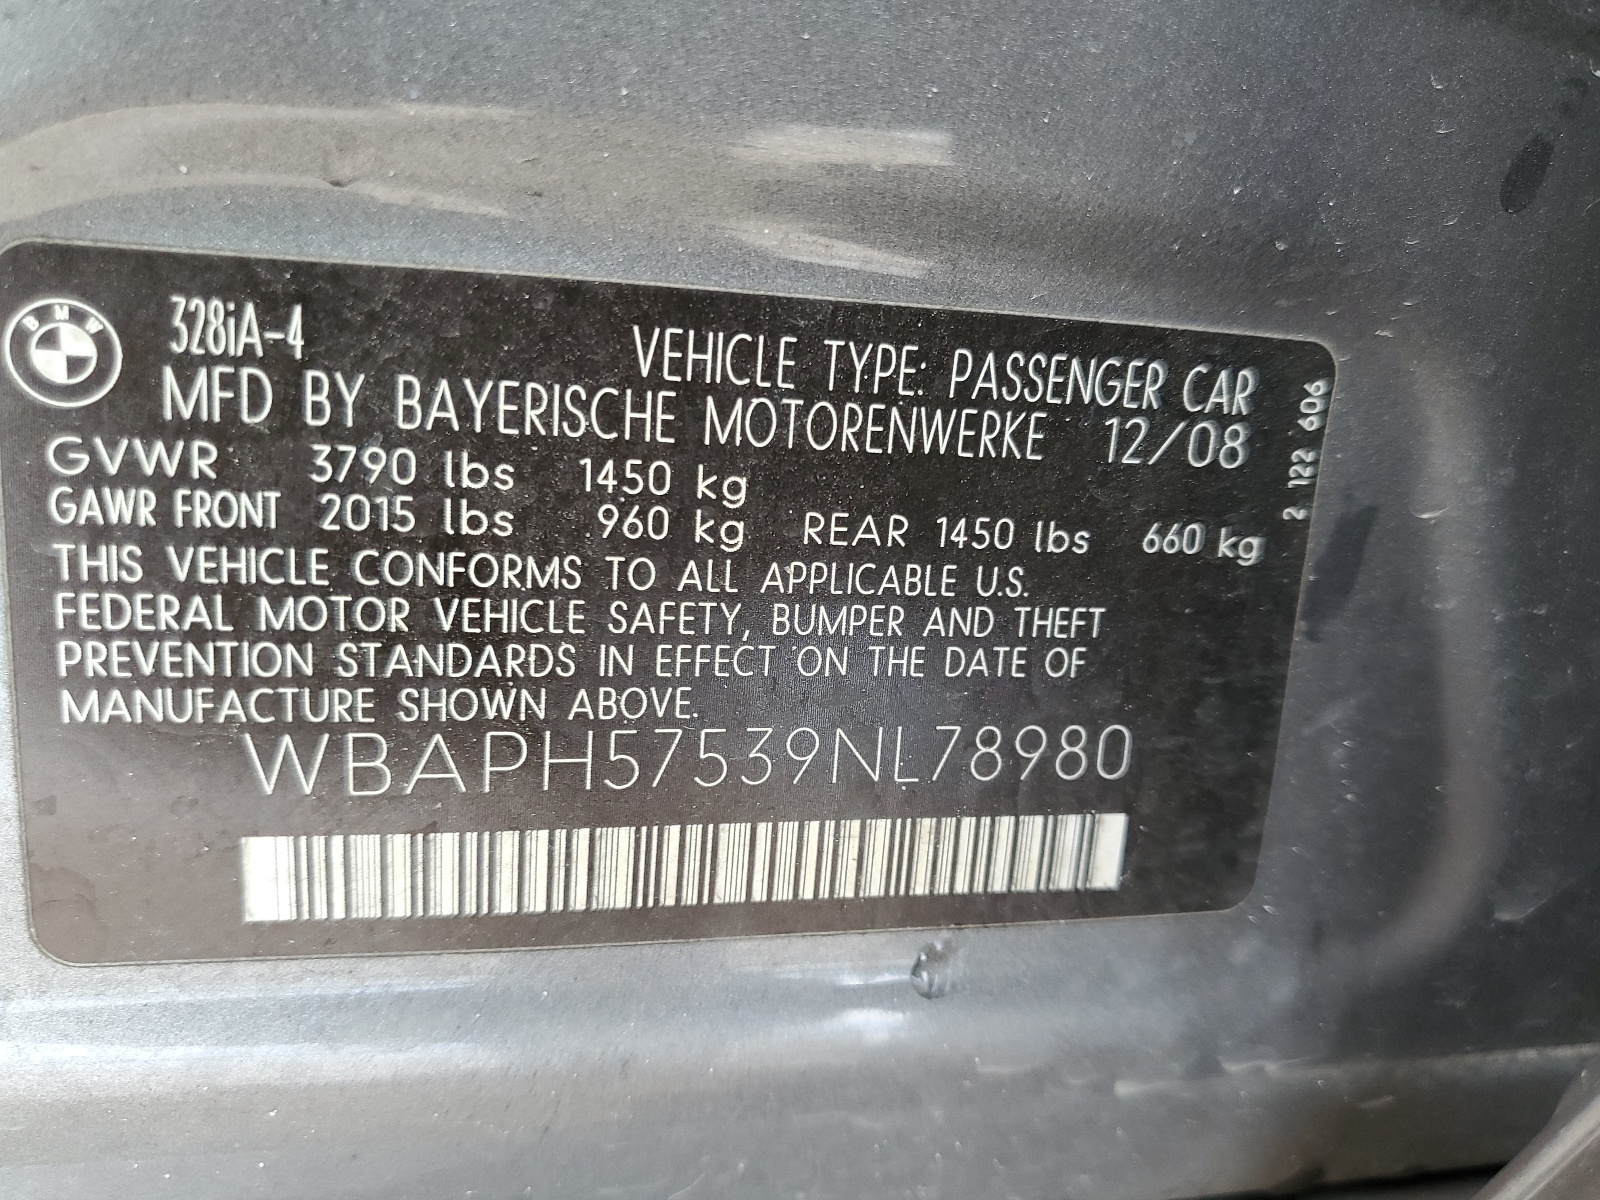 BMW
328iA-4
VEHICLE TYPE: PASSENGER CAR
MFD BY BAYERISCHE MOTORENWERKE 12/08
GVWR 3790 lbs 1450 kg
GAWR FRONT 2015 lbs 960 kg REAR 1450 lbs 660 kg
THIS VEHICLE CONFORMS TO ALL APPLICABLE U.S.
FEDERAL MOTOR VEHICLE SAFETY, BUMPER AND THEFT
PREVENTION STANDARDS IN EFFECT ON THE DATE OF
MANUFACTURE SHOWN ABOVE.
WBAPH57539NL78980
2 122 606